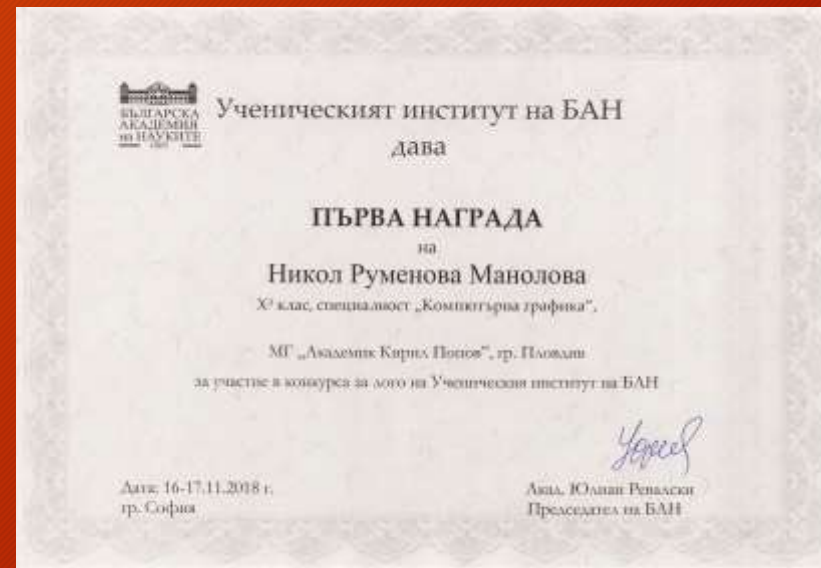 БЪЛГАРСКА
АКАДЕМИЯ
на НАУКИТЕ
Ученическият институт на БАН
дава
ПЪРВА НАГРАДА
на
Никол Руменова Манолова
клас, специалност „Компютърна графика“,
МГ „Академик Кирил Попов”, гр. Пловдив
за участие в конкурса за лого на Ученическия институт на БАН
Дата: 16-17.11.2018 г.
гр. София
Акад. Юлиан Ревалски
Председател на БАН